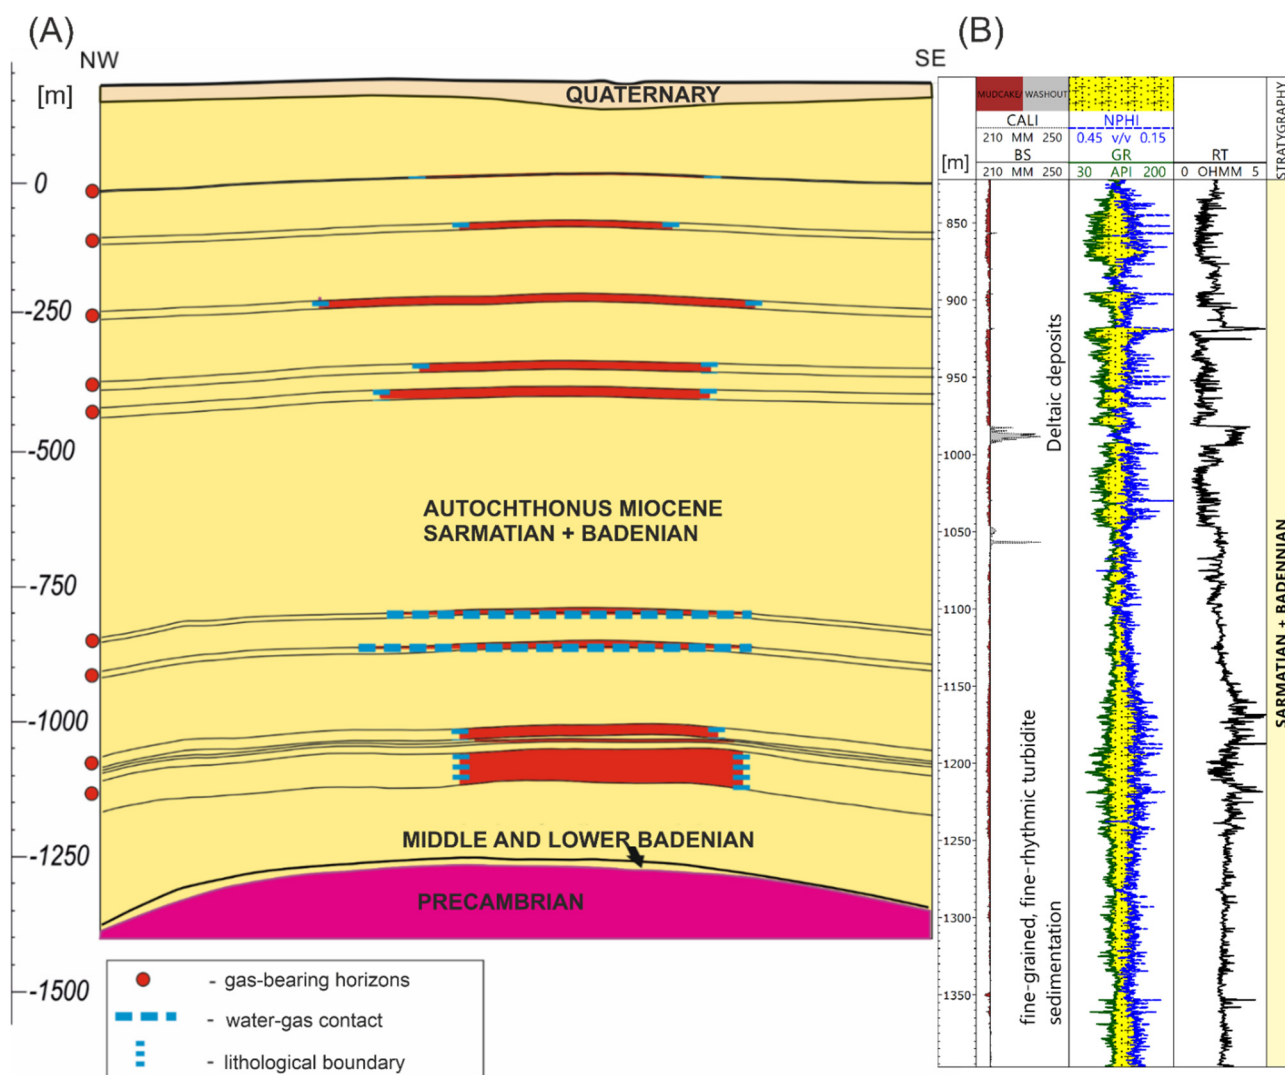 (A)
NW
SE
[m]
QUATERNARY
0
-250
-500
AUTOCHTHONUS MIOCENE
SARMATIAN + BADENIAN
-750
-1000
MIDDLE AND LOWER BADENIAN
-1250
PRECAMBRIAN
-1500
- gas-bearing horizons
- water-gas contact
- lithological boundary
(B)
MUDCAKE/ WASHOUT
CALI
210 MM 250
BS
210 MM 250
NPHI
0.45 v/v 0.15
GR
30 API 200
RT
0 OHMM 5
STRATYGRAPHY
[m]
850
900
950
1000
1050
1100
1150
1200
1250
1300
1350
Deltaic deposits
fine-grained, fine-rhythmic turbidite
sedimentation
SARMATIAN + BADENNIAN